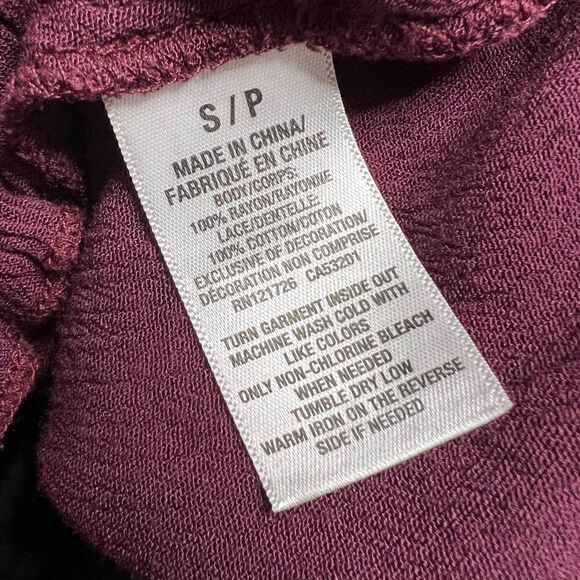 S / P
MADE IN CHINA/
FABRIQUÉ EN CHINE
BODY/CORPS:
100% RAYON/RAYONNE
LACE/DENTELLE:
100% COTTON/COTON
EXCLUSIVE OF DECORATION/
DÉCORATION NON COMPRISE
RN121726 CA53201
TURN GARMENT INSIDE OUT
MACHINE WASH COLD WITH
LIKE COLORS
ONLY NON-CHLORINE BLEACH
WHEN NEEDED
TUMBLE DRY LOW
WARM IRON ON THE REVERSE
SIDE IF NEEDED